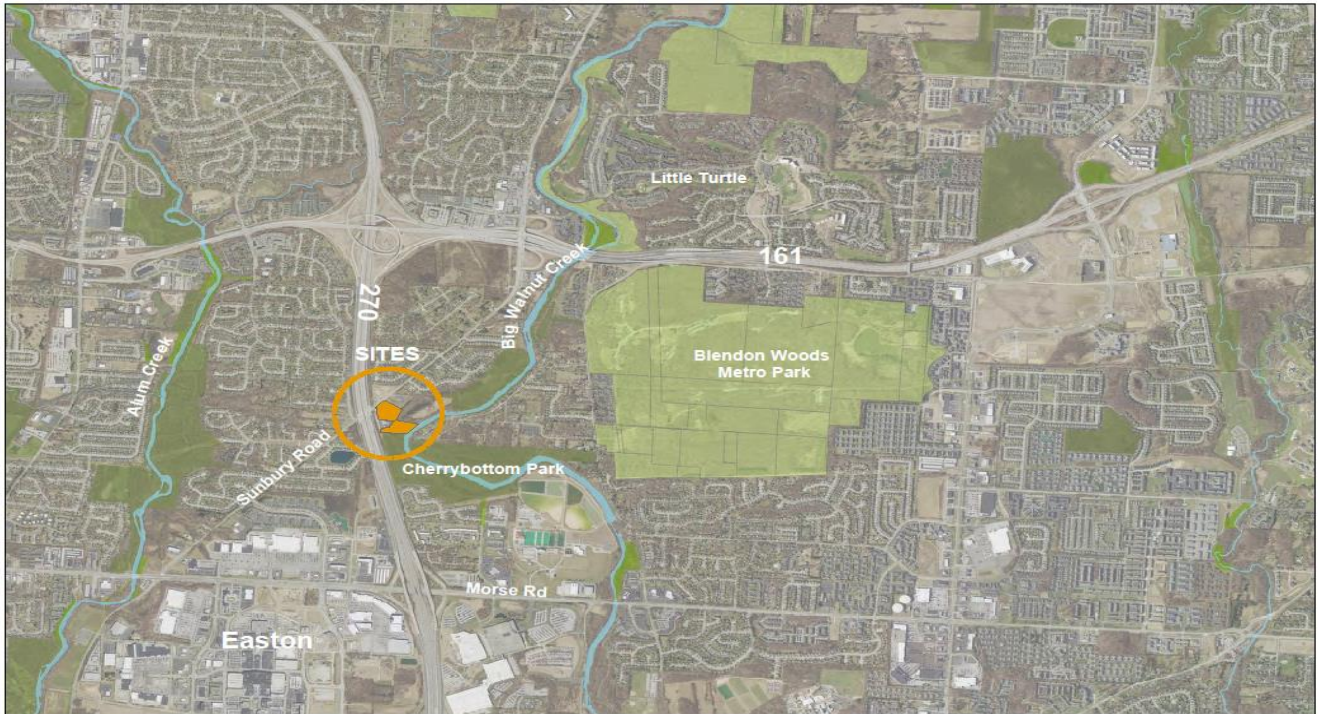 Little Turtle
161
Big Walnut Creek
270
SITES
Blendon Woods
Metro Park
Alum Creek
Sunbury Road
Cherrybottom Park
Morse Rd
Easton